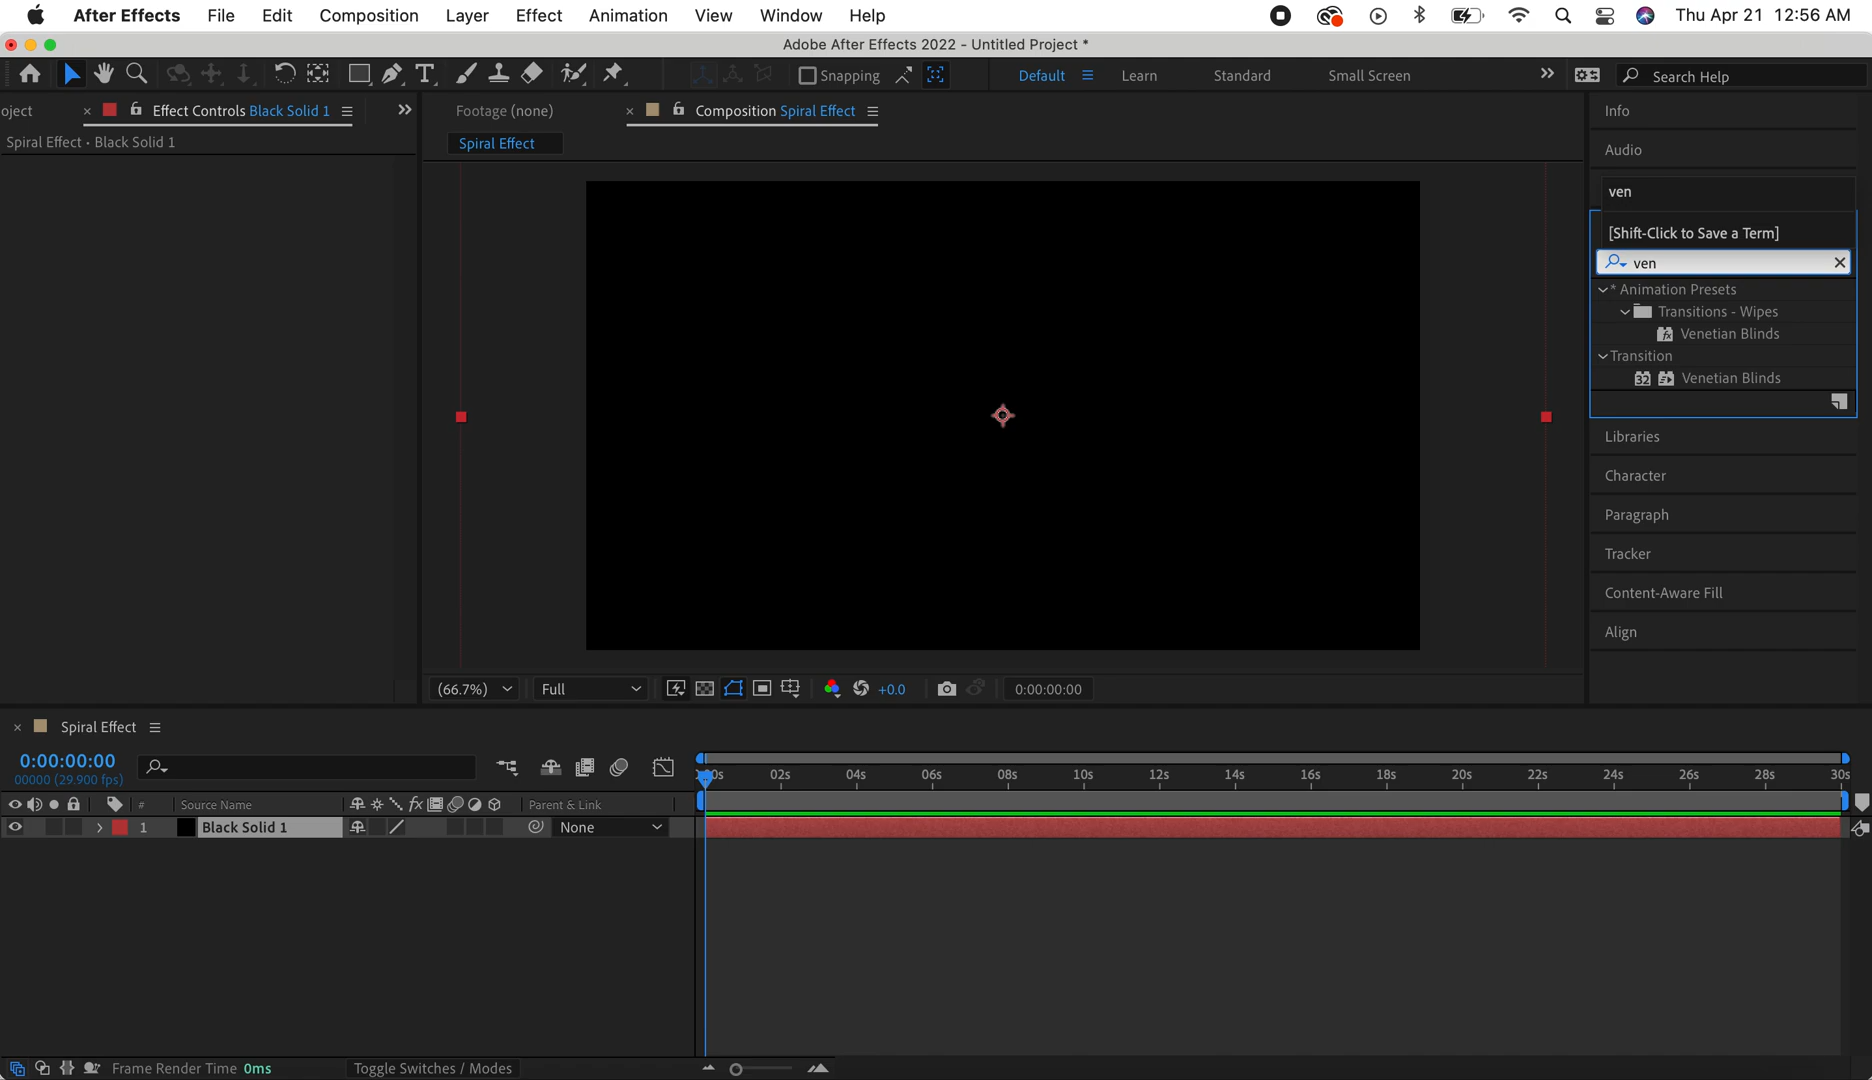 After Effects File Edit Composition Layer Effect Animation View Window Help Thu Apr 21 12:56 AM
Adobe After Effects 2022 - Untitled Project *
Snapping Default Learn Standard Small Screen Search Help
oject Effect Controls Black Solid 1 Footage (none) Composition Spiral Effect Info
Spiral Effect • Black Solid 1 Spiral Effect
Audio
ven
[Shift-Click to Save a Term]
ven
* Animation Presets
Transitions - Wipes
Venetian Blinds
Transition
32 Venetian Blinds
Libraries
Character
Paragraph
Tracker
Content-Aware Fill
Align
(66.7%) Full +0.0 0:00:00:00
Spiral Effect
0:00:00:00
00000 (29.900 fps)
00s 02s 04s 06s 08s 10s 12s 14s 16s 18s 20s 22s 24s 26s 28s 30s
# Source Name fx Parent & Link
1 Black Solid 1 None
Frame Render Time 0ms Toggle Switches / Modes